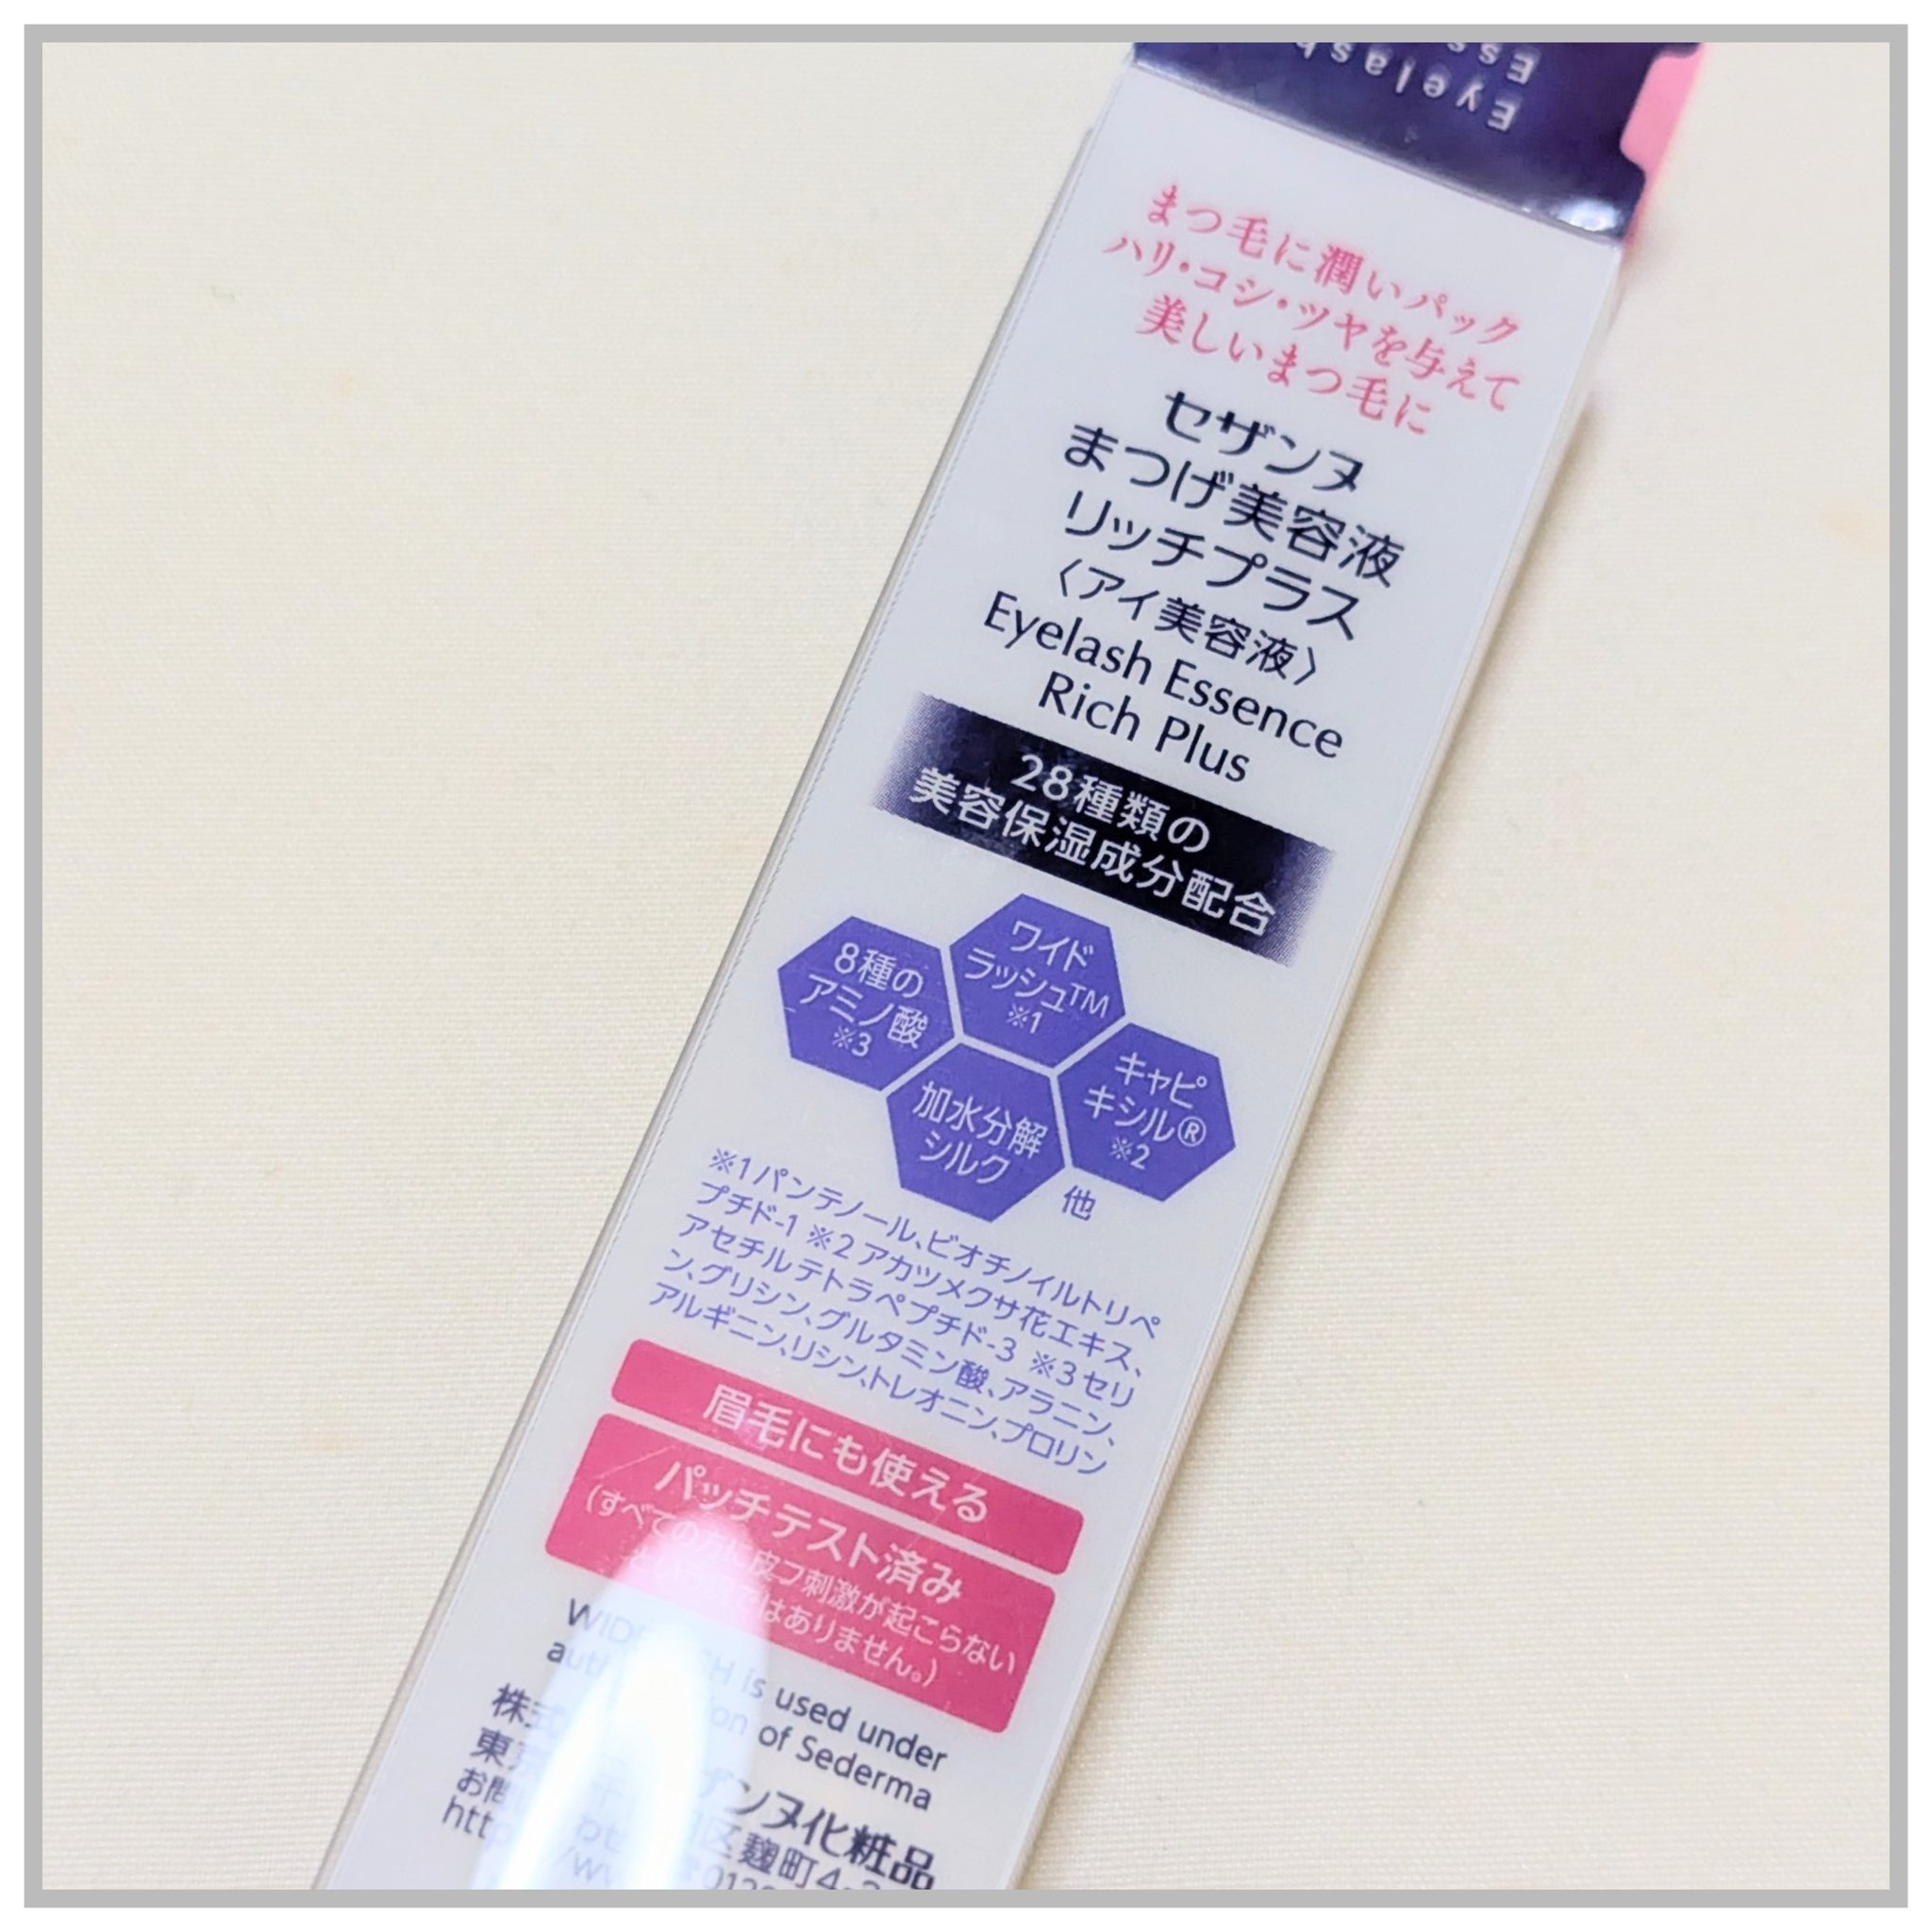 Eyelash
まつ毛に潤いパック
ハリ・コシ・ツヤを与えて
美しいまつ毛に
セザンヌ
まつげ美容液
リッチプラス
〈アイ美容液〉
Eyelash Essence
Rich Plus
28種類の
美容保湿成分配合
ワイド
ラッシュ™
※1
8種の
アミノ酸
※3
キャピ
キシル®
※2
加水分解
シルク
他
※1パンテノール、ビオチノイルトリペ
プチド-1 ※2アカツメクサ花エキス、
アセチルテトラペプチド-3 ※3セリ
ン、グリシン、グルタミン酸、アラニン、
アルギニン、リシン、トレオニン、プロリン
眉毛にも使える
パッチテスト済み
(すべての方に皮フ刺激が起こらない
はありません。)
is used under
of Sederma
ザンヌ化粧品
区麹町4-